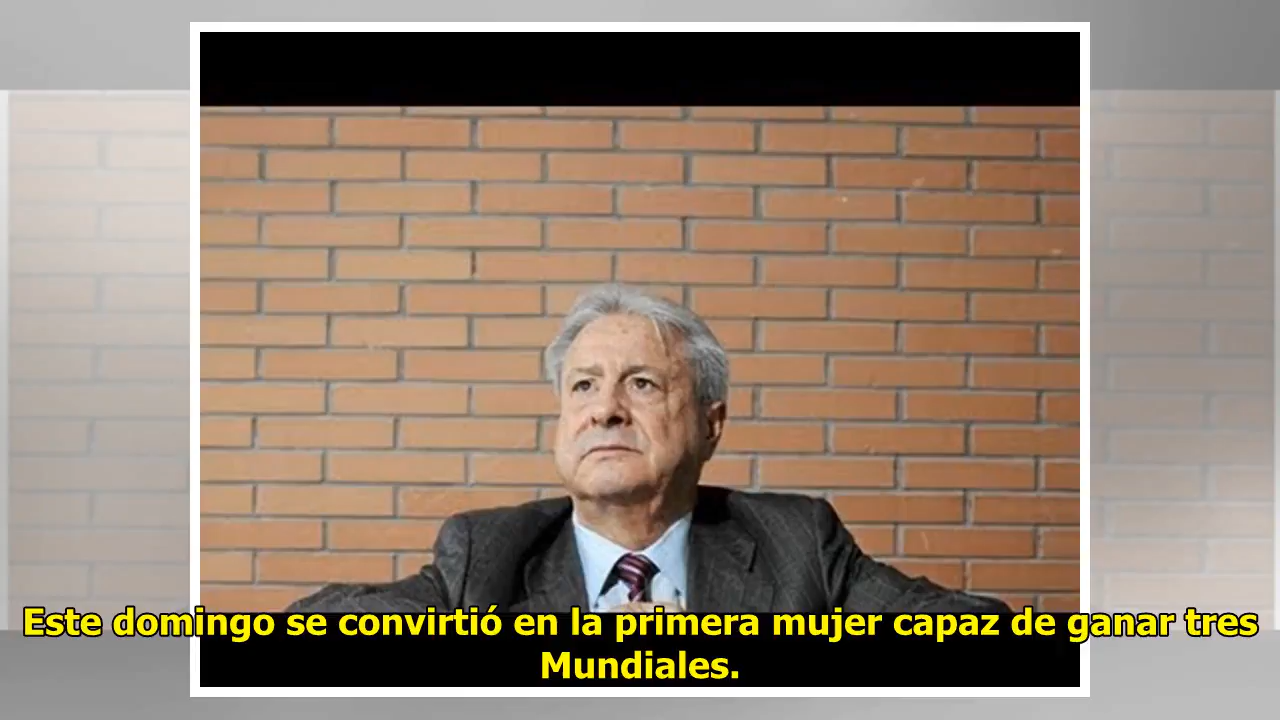 Este domingo se convirtió en la primera mujer capaz de ganar tres
Mundiales.